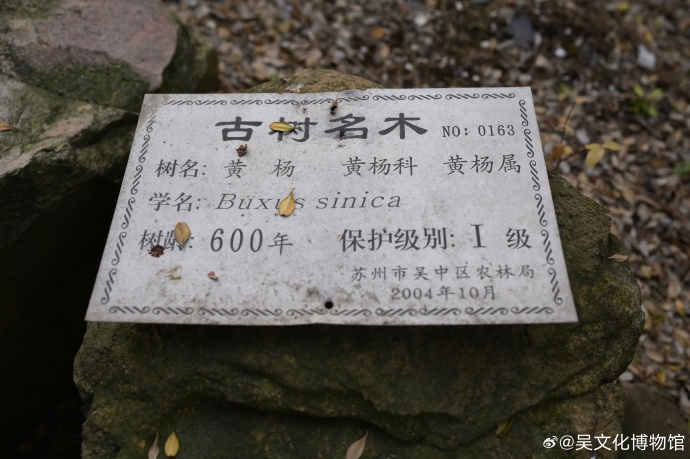 古树名木 NO: 0163
树名: 黄 杨 黄杨科 黄杨属
学名: Buxus sinica
树龄: 600年 保护级别: I 级
苏州市吴中区农林局
2004年10月
@吴文化博物馆